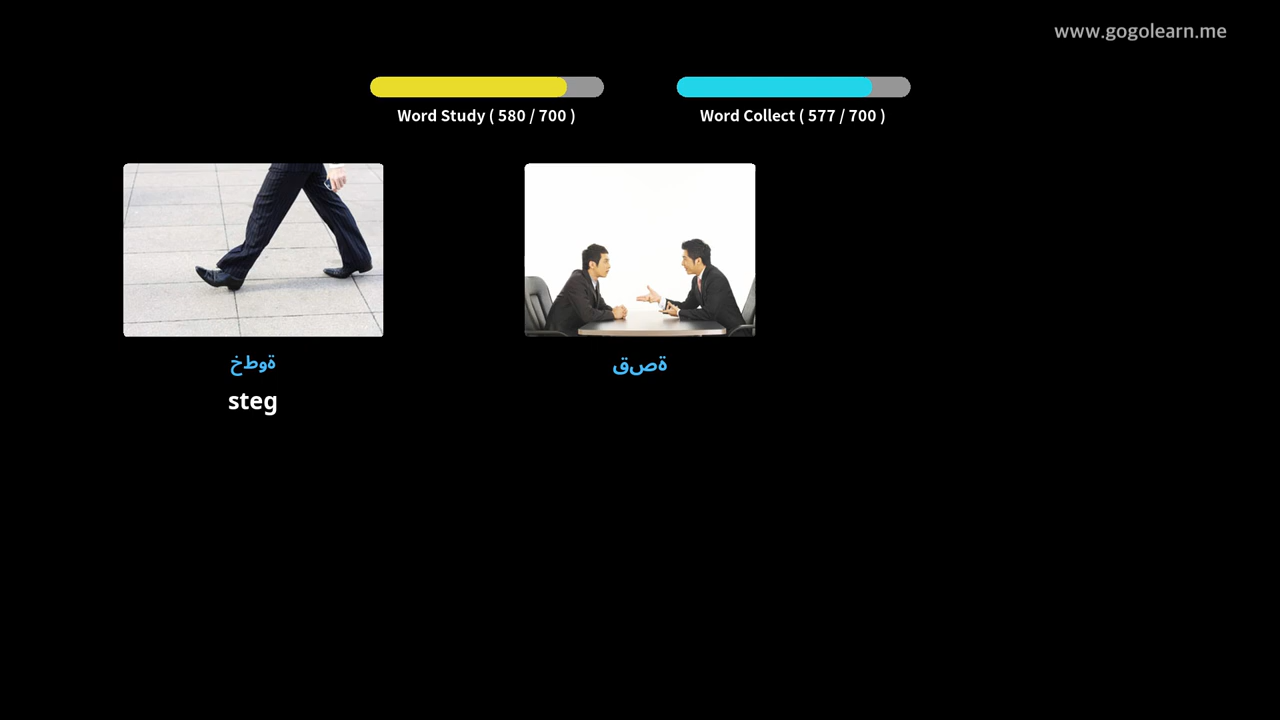 www.gogolearn.me
Word Study ( 580 / 700 )
Word Collect ( 577 / 700 )
ةوطخ
steg
ةصق